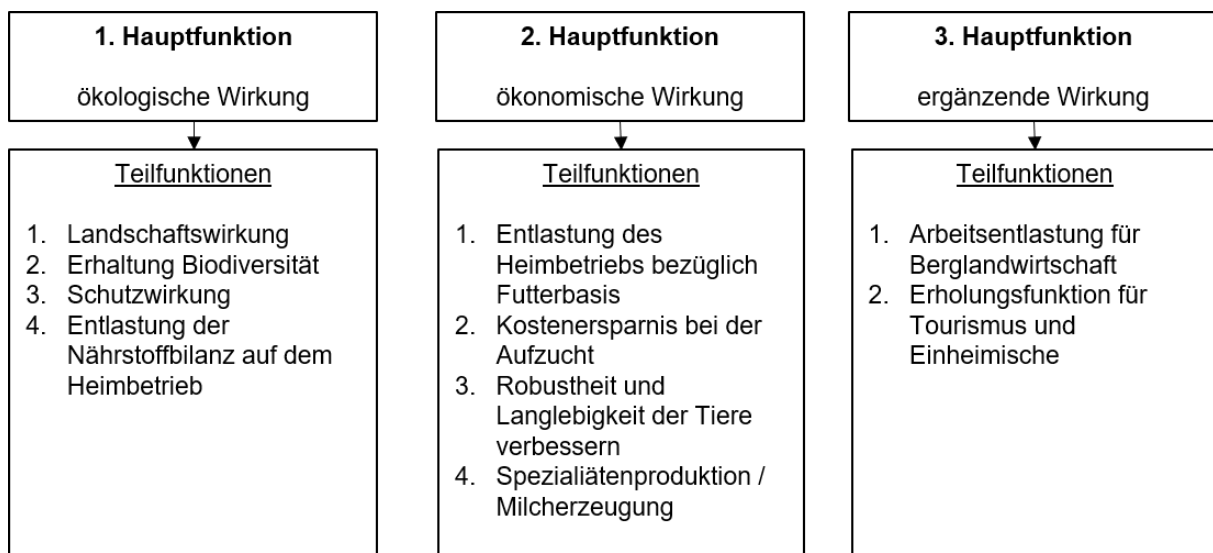 1. Hauptfunktion
ökologische Wirkung
Teilfunktionen
1. Landschaftswirkung
2. Erhaltung Biodiversität
3. Schutzwirkung
4. Entlastung der
Nährstoffbilanz auf dem
Heimbetrieb
2. Hauptfunktion
ökonomische Wirkung
Teilfunktionen
1. Entlastung des
Heimbetriebs bezüglich
Futterbasis
2. Kostenersparnis bei der
Aufzucht
3. Robustheit und
Langlebigkeit der Tiere
verbessern
4. Spezialiätenproduktion /
Milcherzeugung
3. Hauptfunktion
ergänzende Wirkung
Teilfunktionen
1. Arbeitsentlastung für
Berglandwirtschaft
2. Erholungsfunktion für
Tourismus und
Einheimische